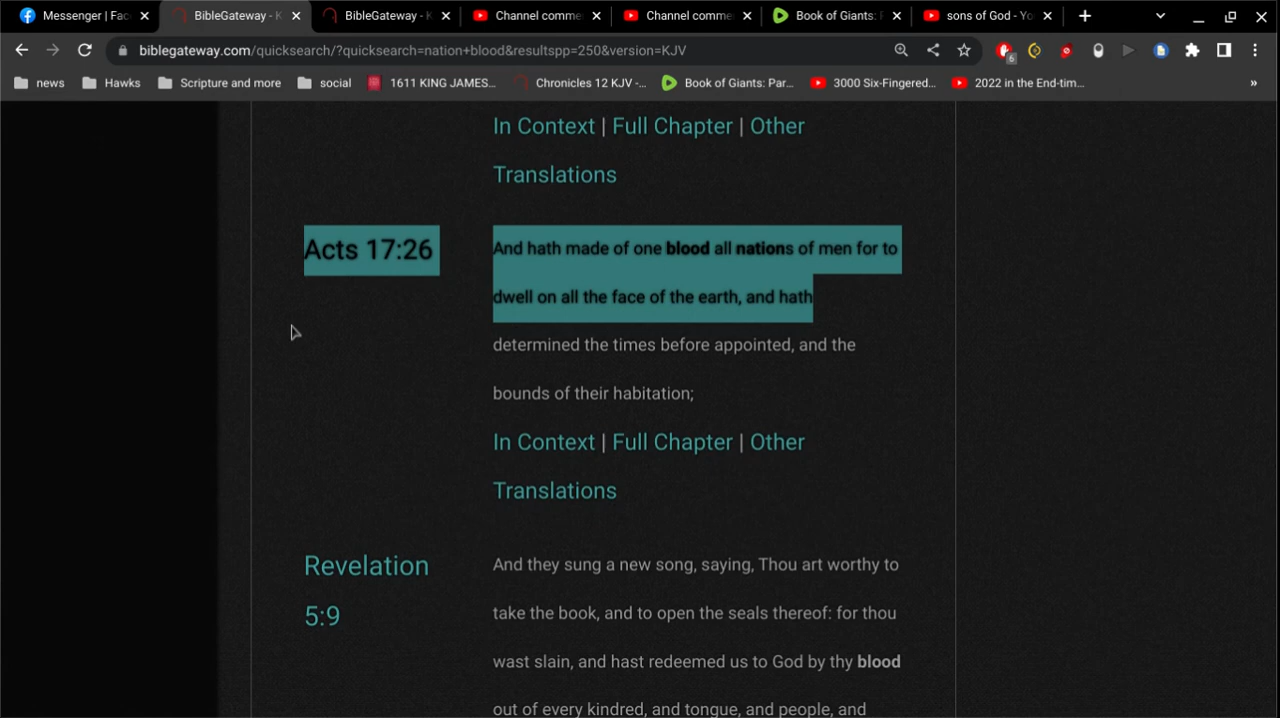 Messenger | Fac
BibleGateway - K
BibleGateway - K
Channel comme
Channel comme
Book of Giants: P
sons of God - Yo
biblegateway.com/quicksearch/?quicksearch=nation+blood&resultspp=250&version=KJV
6
news
Hawks
Scripture and more
social
1611 KING JAMES...
Chronicles 12 KJV -...
Book of Giants: Par...
3000 Six-Fingered...
2022 in the End-tim...
»
In Context | Full Chapter | Other
Translations
Acts 17:26
And hath made of one blood all nations of men for to
dwell on all the face of the earth, and hath
determined the times before appointed, and the
bounds of their habitation;
In Context | Full Chapter | Other
Translations
Revelation
5:9
And they sung a new song, saying, Thou art worthy to
take the book, and to open the seals thereof: for thou
wast slain, and hast redeemed us to God by thy blood
out of every kindred, and tongue, and people, and